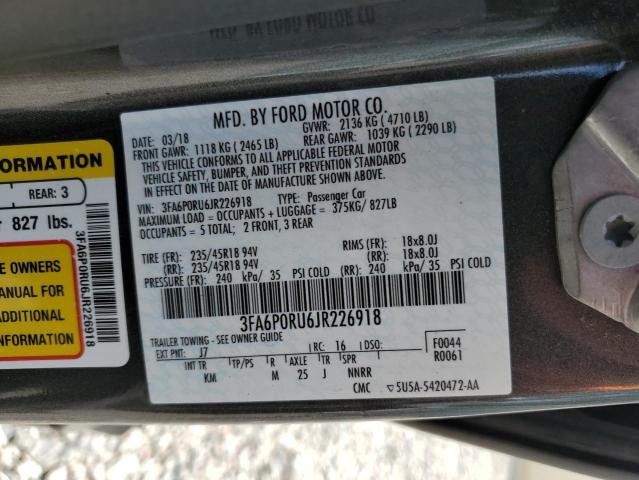 MFD. BY FORD MOTOR CO.
DATE: 03/18 GVWR: 2136 KG ( 4710 LB)
FRONT GAWR: 1118 KG ( 2465 LB) REAR GAWR: 1039 KG ( 2290 LB)
THIS VEHICLE CONFORMS TO ALL APPLICABLE FEDERAL MOTOR
VEHICLE SAFETY, BUMPER, AND THEFT PREVENTION STANDARDS
IN EFFECT ON THE DATE OF MANUFACTURE SHOWN ABOVE.
VIN: 3FA6P0RU6JR226918 TYPE: Passenger Car
MAXIMUM LOAD = OCCUPANTS + LUGGAGE = 375KG/ 827LB
OCCUPANTS = 5 TOTAL; 2 FRONT, 3 REAR
TIRE (FR): 235/45R18 94V RIMS (FR): 18x8.0J
(RR): 235/45R18 94V (RR): 18x8.0J
PRESSURE (FR): 240 kPa/ 35 PSI COLD (RR): 240 kPa/ 35 PSI COLD
3FA6P0RU6JR226918
TRAILER TOWING - SEE OWNER GUIDE
EXT PNT: J7 RC: 16 DSO: F0044
R0061
INT TR TP/PS R AXLE TR SPR
KM M 25 J NNRR
CMC 5U5A-5420472-AA
FORMATION
REAR: 3
827 lbs.
E OWNERS
ANUAL FOR
ADDITIONAL
FORMATION
3FA6P0RU6JR226918